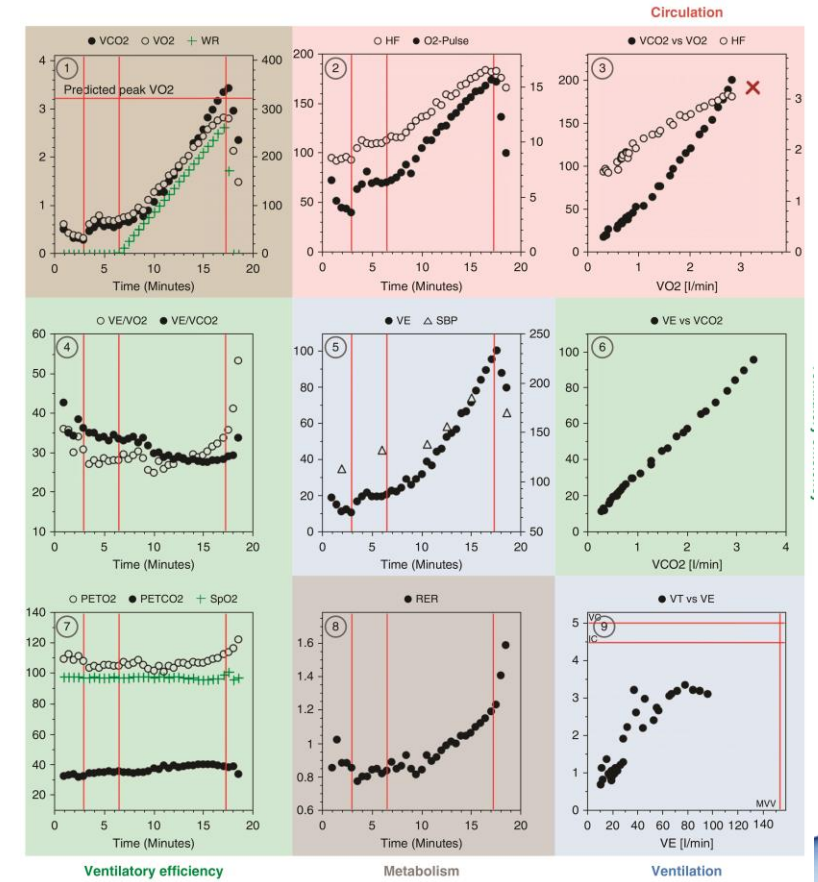 Circulation
● VCO2 ○ VO2 + WR
○ HF ● O2-Pulse
● VCO2 vs VO2 ○ HF
4
3
2
1
0
1
Predicted peak VO2
400
300
200
100
0
0 5 10 15 20
Time (Minutes)
200
150
100
50
0
2
15
10
5
0
0 5 10 15 20
Time (Minutes)
200
150
100
50
0
3
3
2
1
0
0 1 2 3
VO2 [l/min]
○ VE/VO2 ● VE/VCO2
● VE △ SBP
● VE vs VCO2
60
50
40
30
20
10
4
0 5 10 15 20
Time (Minutes)
100
80
60
40
20
0
5
250
200
150
100
50
0 5 10 15 20
Time (Minutes)
100
80
60
40
20
0
6
0 1 2 3 4
VCO2 [l/min]
○ PETO2 ● PETCO2 + SpO2
● RER
● VT vs VE
140
120
100
80
60
40
20
7
0 5 10 15 20
Time (Minutes)
1.6
1.4
1.2
1
0.8
0.6
8
0 5 10 15 20
Time (Minutes)
5
4
3
2
1
0
VC
IC
9
MVV
0 20 40 60 80 100 120 140
VE [l/min]
Ventilatory efficiency
Metabolism
Ventilation